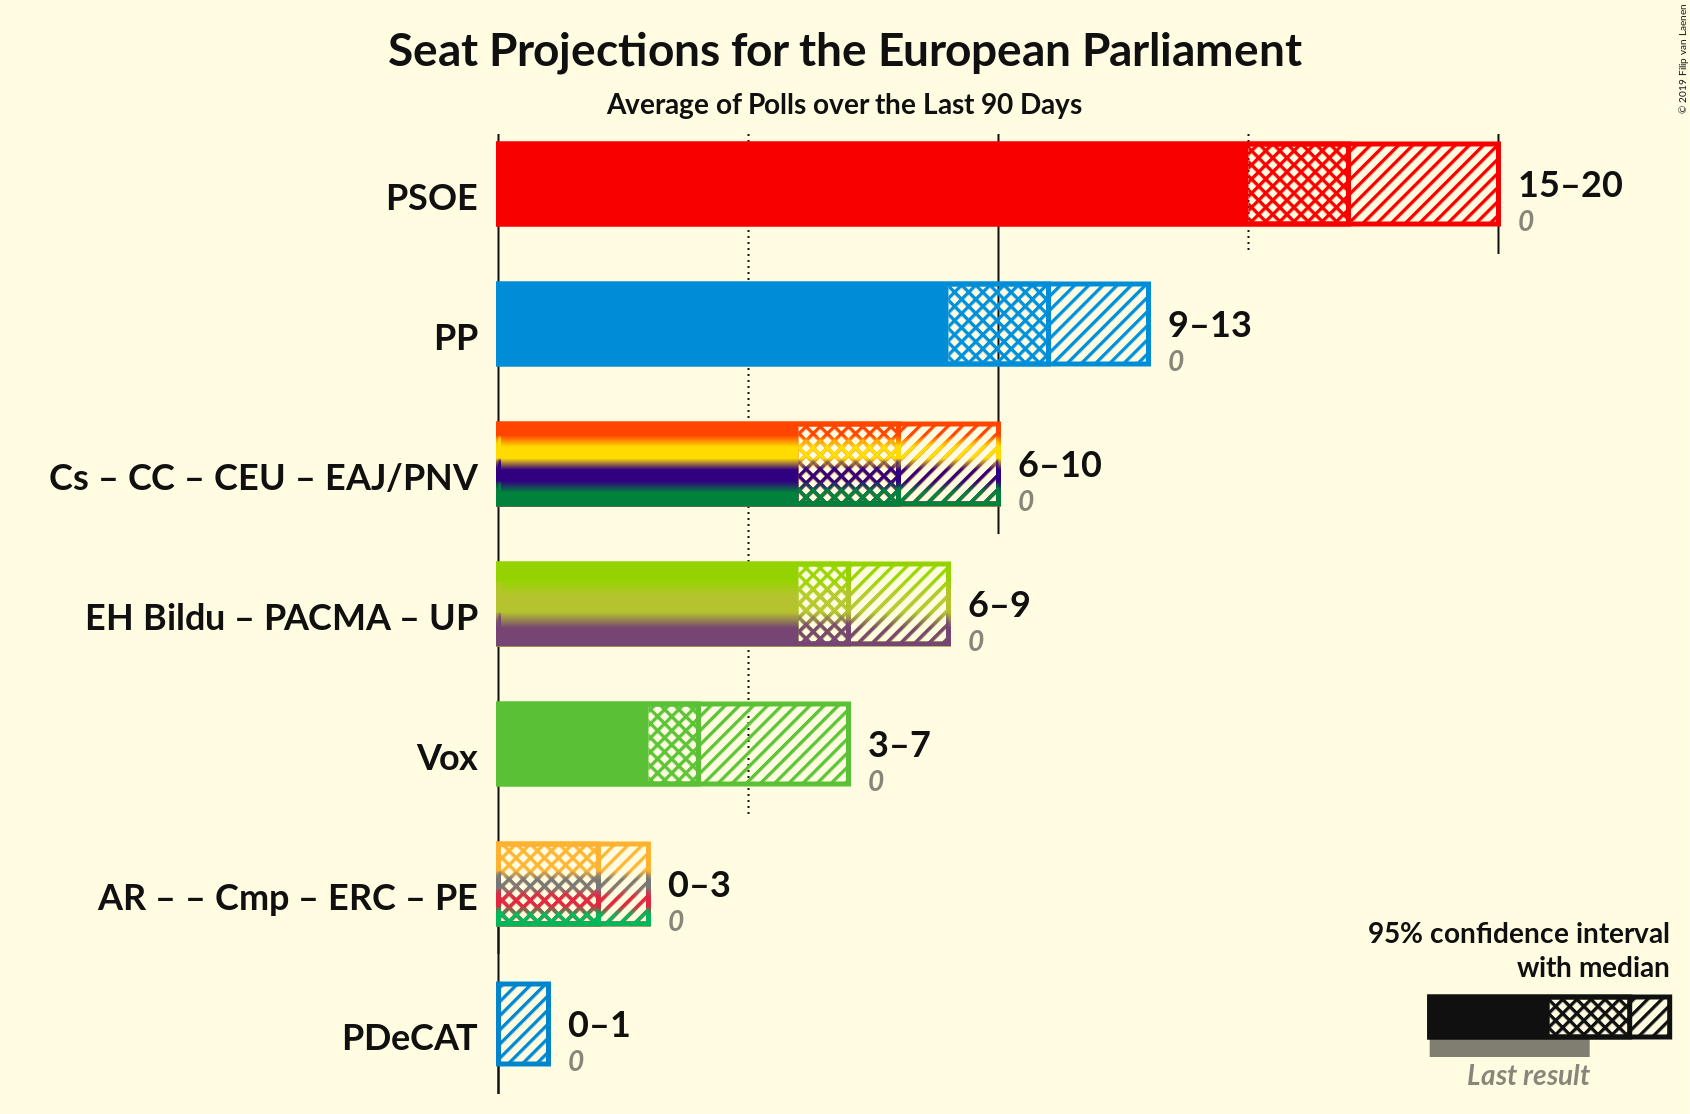 Seat Projections for the European Parliament
Average of Polls over the Last 90 Days
© 2019 Filip van Laenen
PSOE
15–20
0
PP
9–13
0
Cs – CC – CEU – EAJ/PNV
6–10
0
EH Bildu – PACMA – UP
6–9
0
Vox
3–7
0
AR – – Cmp – ERC – PE
0–3
0
PDeCAT
0–1
0
95% confidence interval
with median
Last result